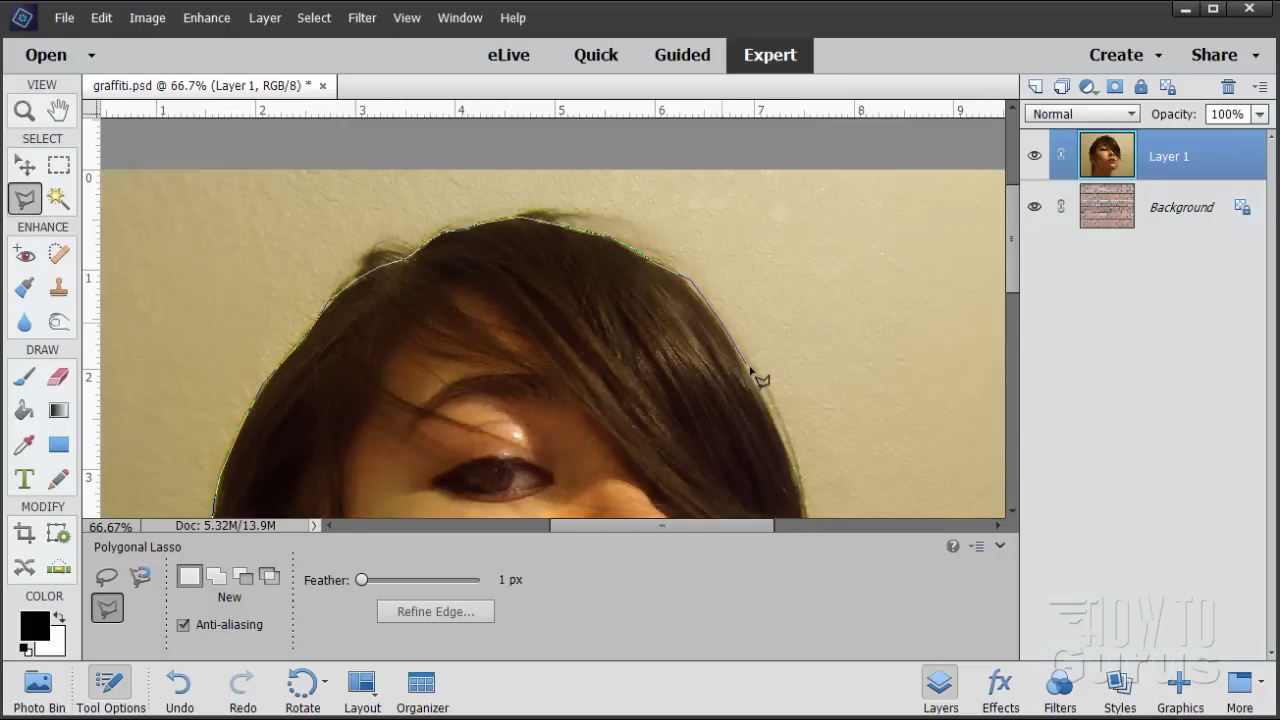 File Edit Image Enhance Layer Select Filter View Window Help
Open eLive Quick Guided Expert Create Share
VIEW graffiti.psd @ 66.7% (Layer 1, RGB/8) * ×
1 2 3 4 5 6 7 8 9
Normal Opacity: 100%
SELECT
Layer 1
0
Background
ENHANCE
1
DRAW
2
3
T
MODIFY
66.67% Doc: 5.32M/13.9M
Polygonal Lasso
Feather: 1 px
COLOR
New
Refine Edge...
Anti-aliasing
HOW TO
Gurus
Photo Bin Tool Options Undo Redo Rotate Layout Organizer Layers Effects Filters Styles Graphics More